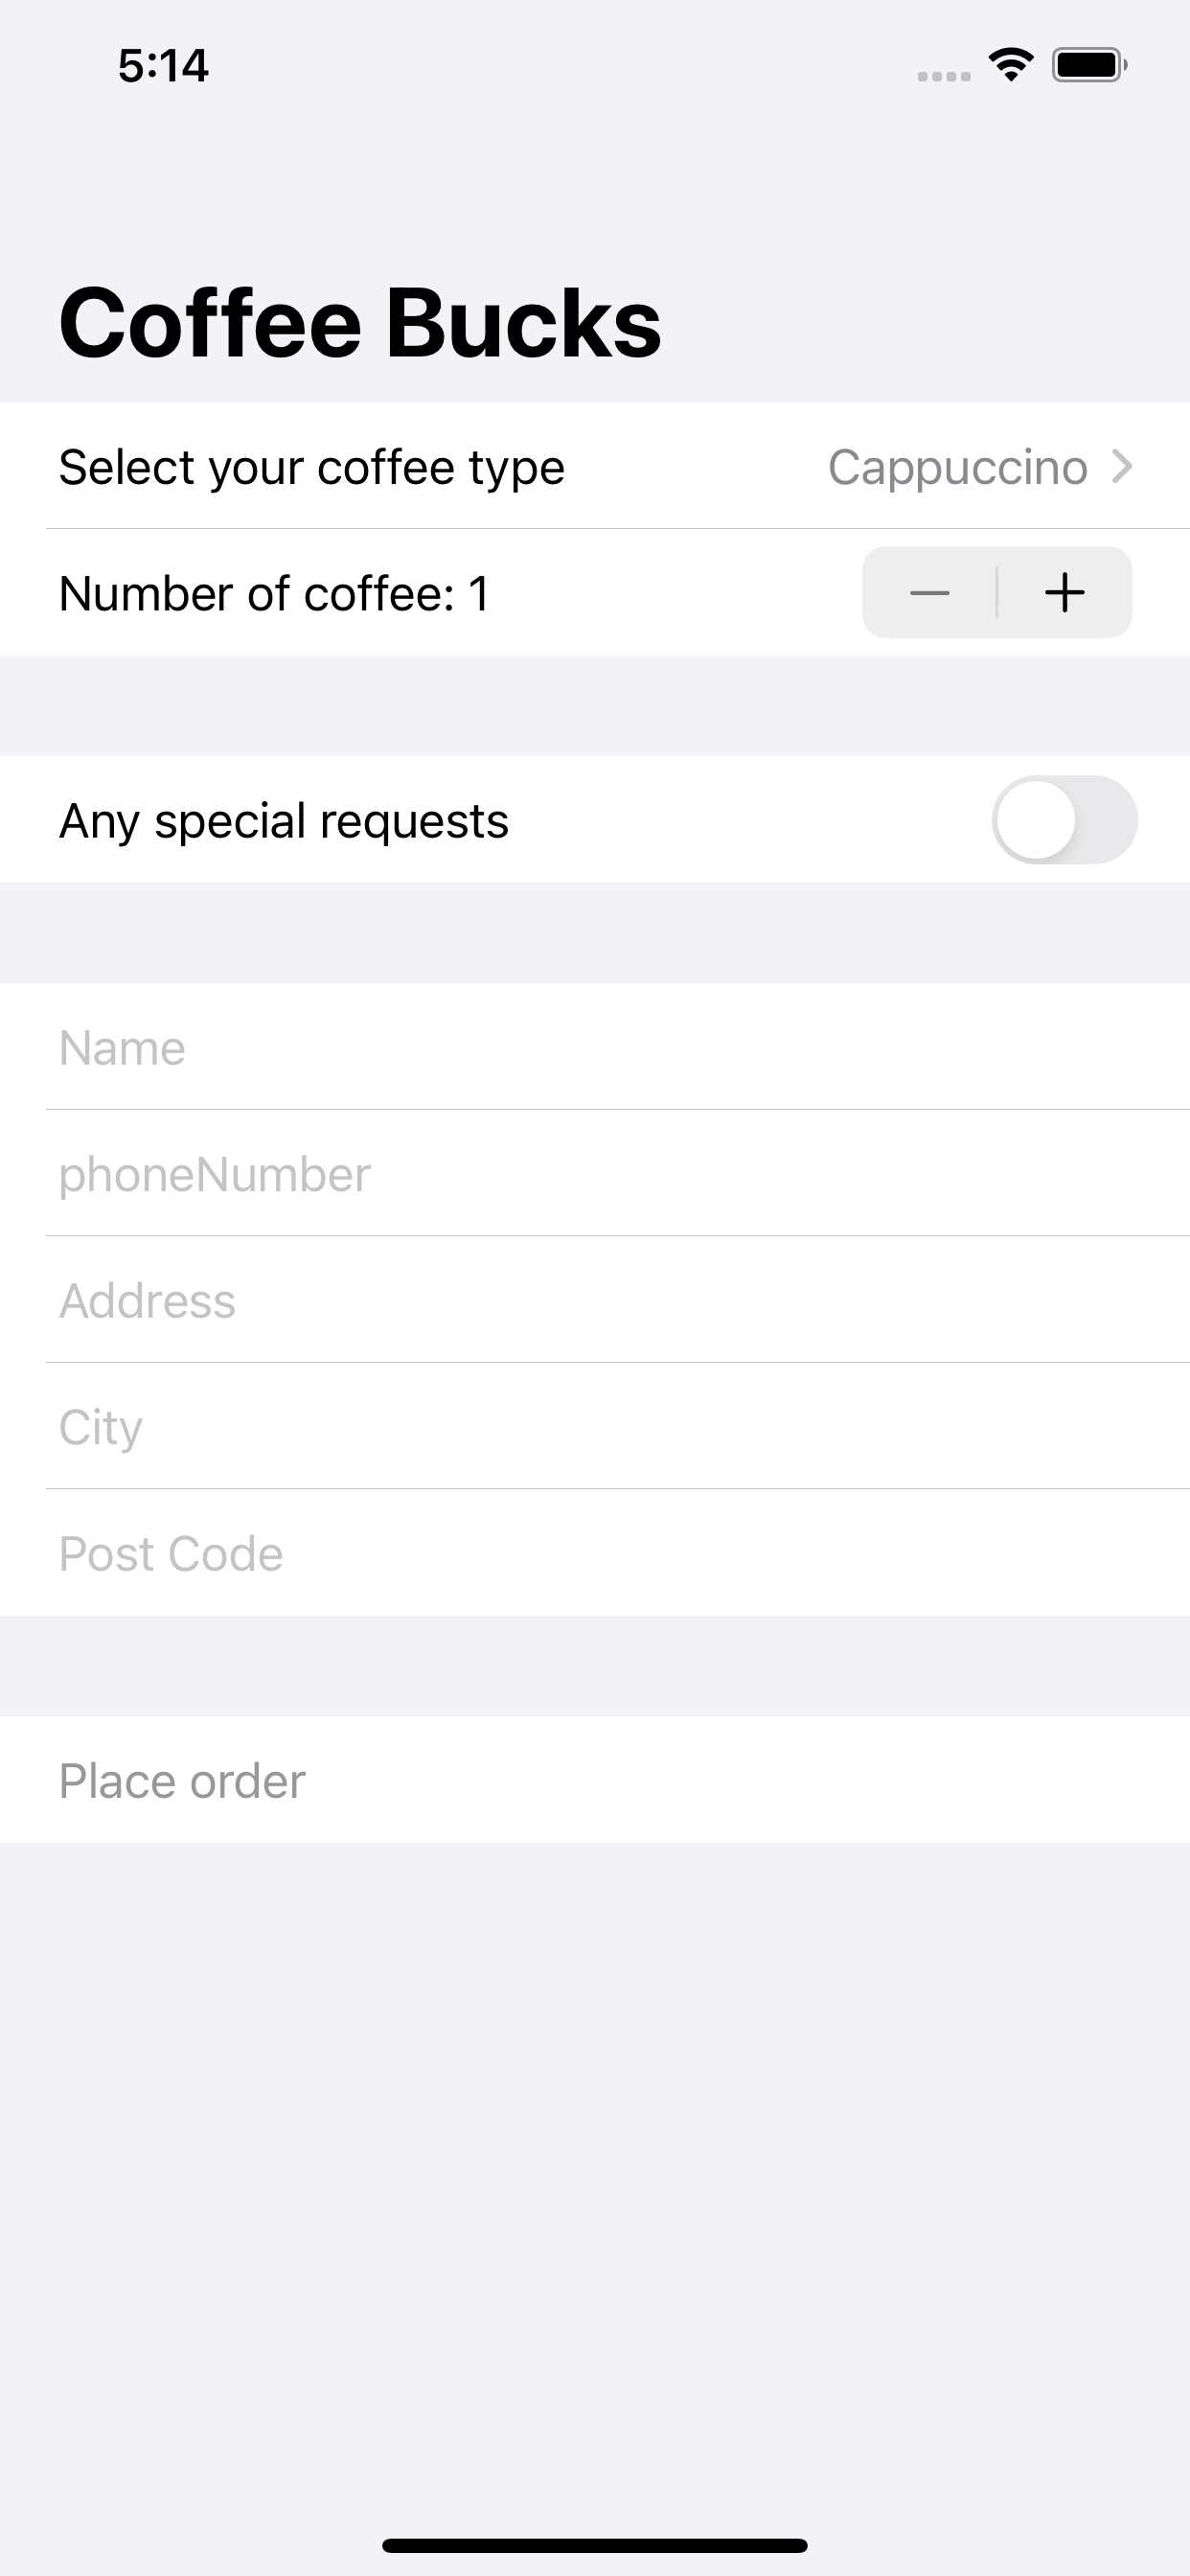 5:14
Coffee Bucks
Select your coffee type Cappuccino
Number of coffee: 1
Any special requests
Name
phoneNumber
Address
City
Post Code
Place order